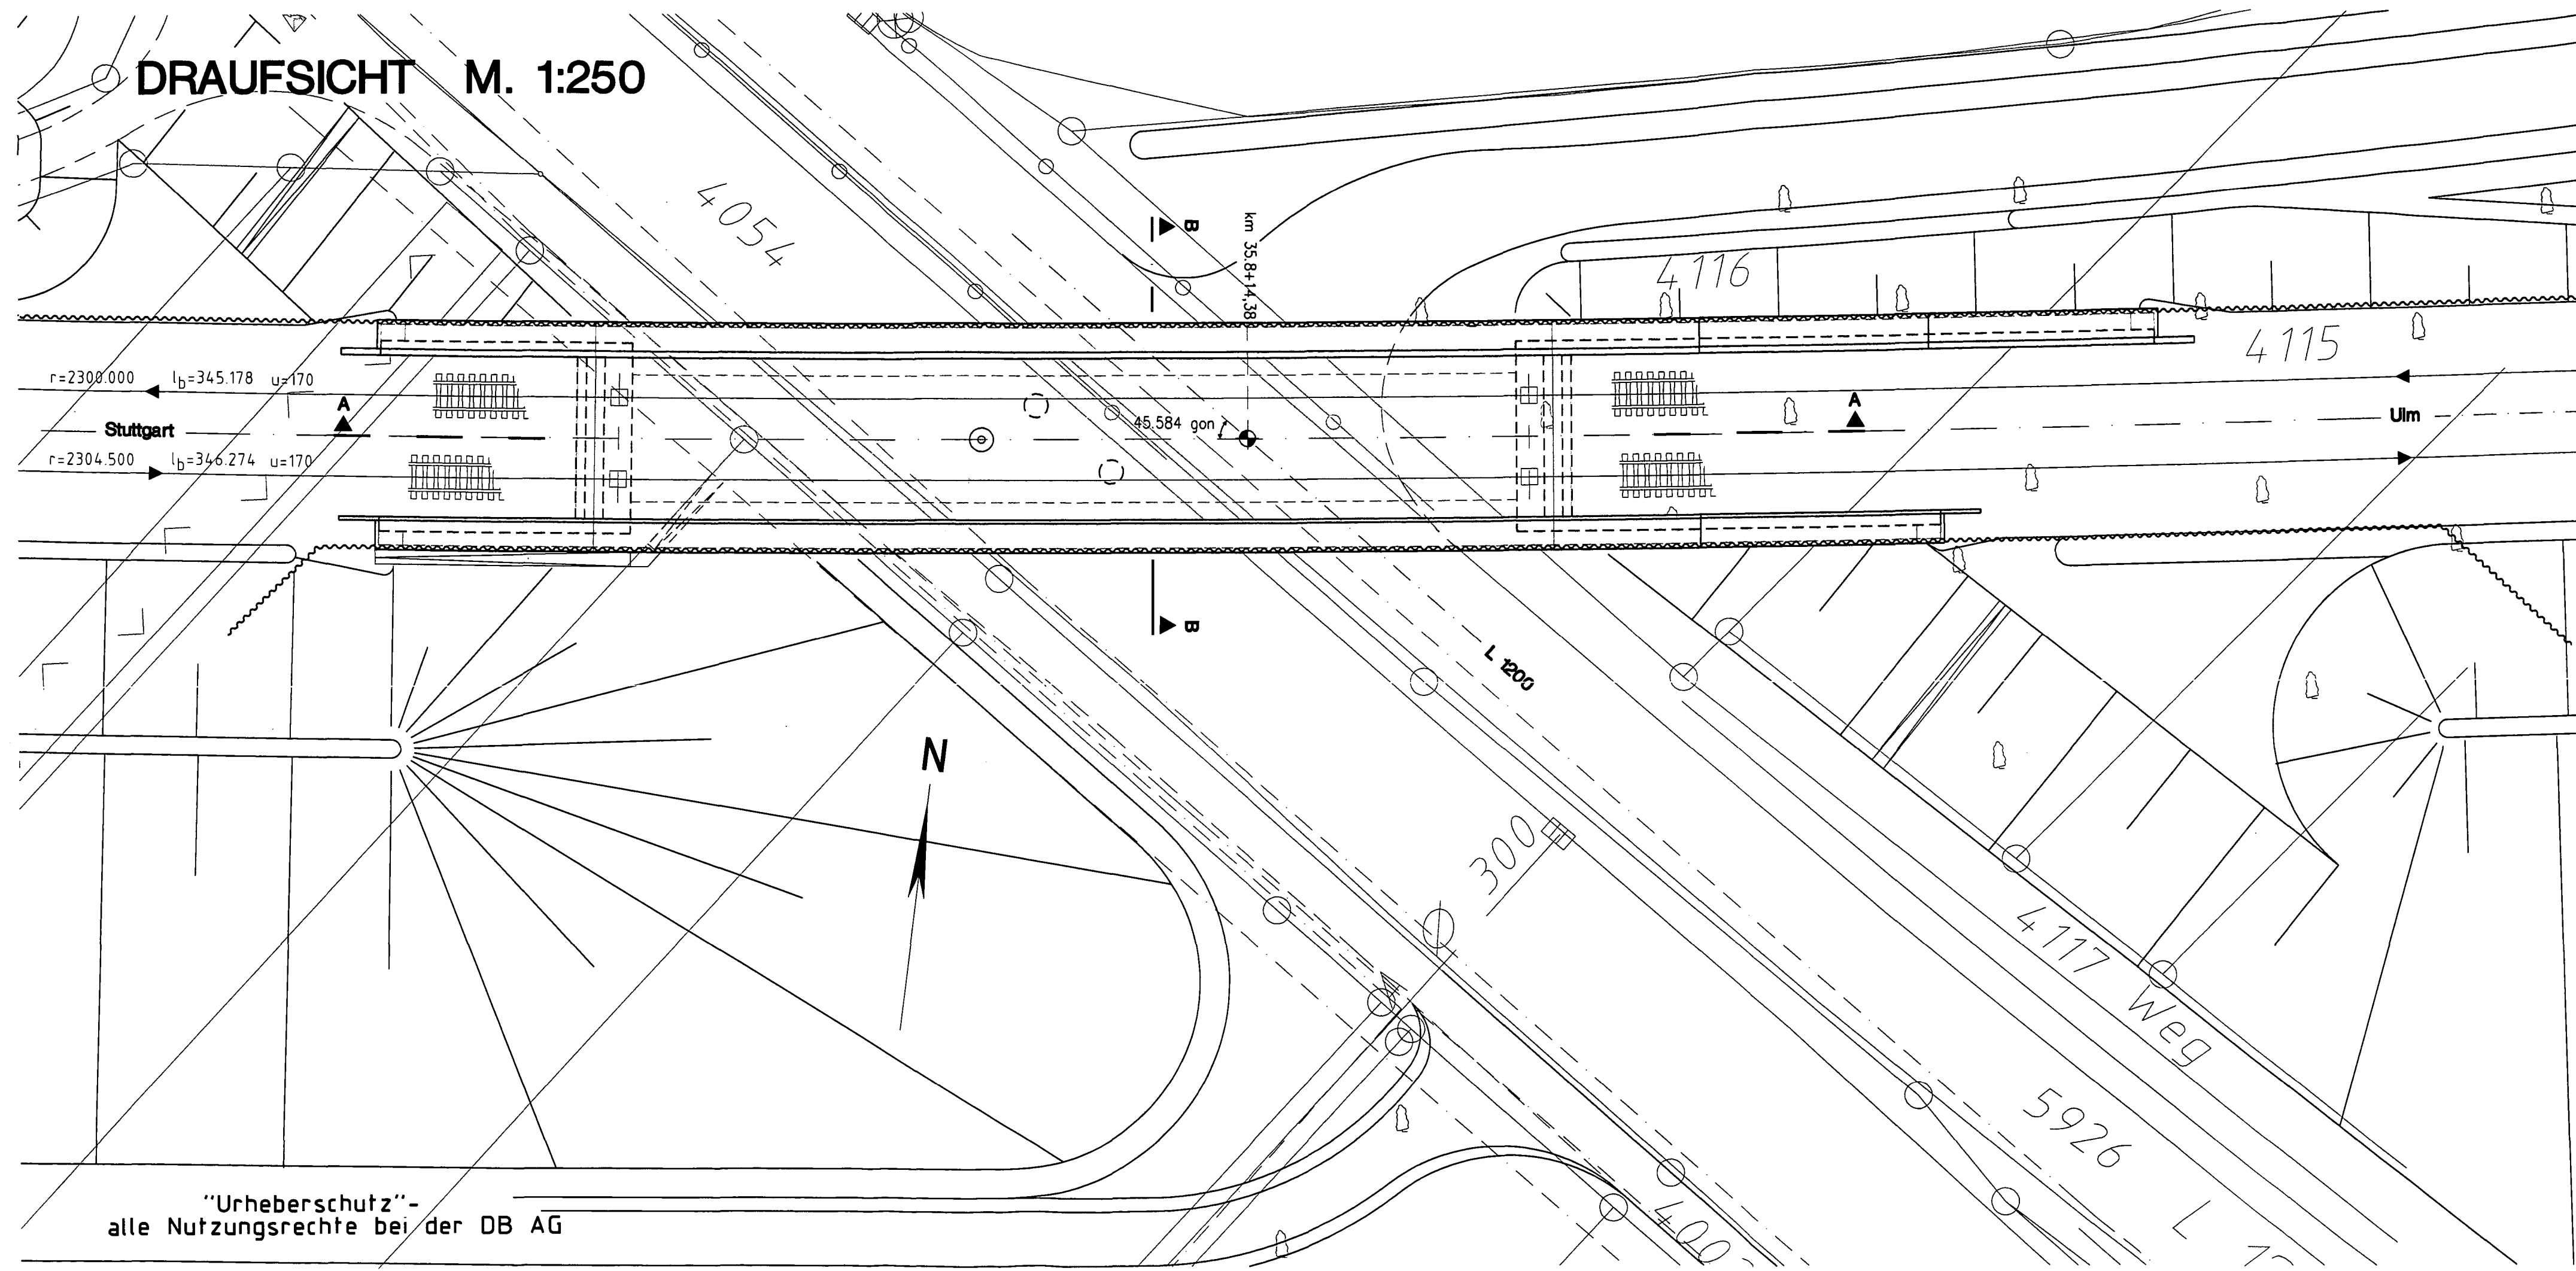 DRAUFSICHT M. 1:250
4054
B
km 35.8+14,38
4116
4115
r=2300.000 lb=345.178 u=170
A
Stuttgart
45.584 gon
A
Ulm
r=2304.500 lb=346.274 u=170
B
L 1200
N
300
4117 Weg
5926
400
L
"Urheberschutz"-
alle Nutzungsrechte bei der DB AG